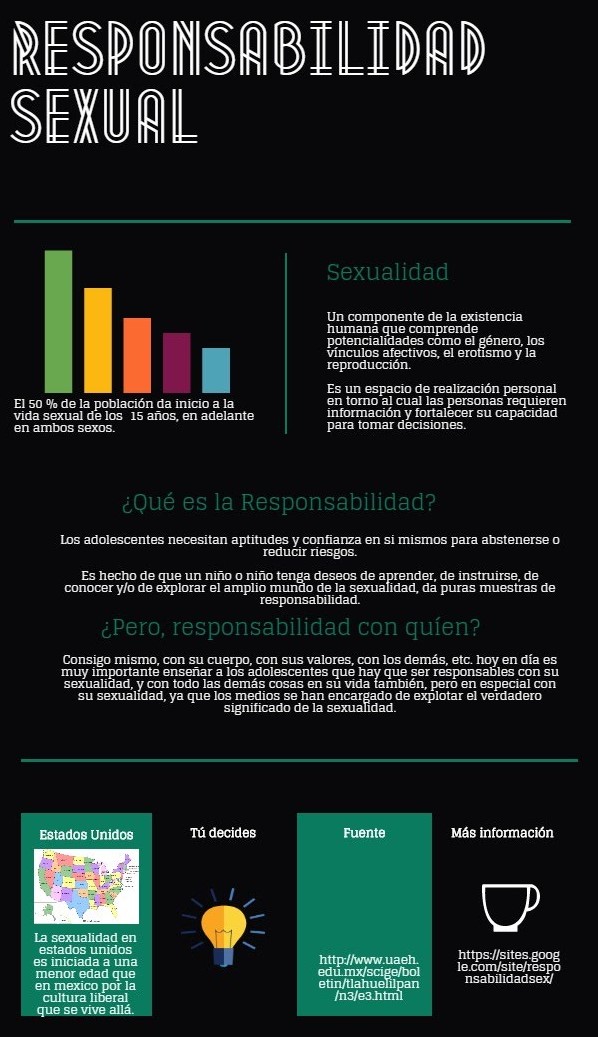 RESPONSABILIDAD
SEXUAL
El 50 % de la población da inicio a la
vida sexual de los 15 años, en adelante
en ambos sexos.
Sexualidad
Un componente de la existencia
humana que comprende
potencialidades como el género, los
vínculos afectivos, el erotismo y la
reproducción.
Es un espacio de realización personal
en torno al cual las personas requieren
información y fortalecer su capacidad
para tomar decisiones.
¿Qué es la Responsabilidad?
Los adolescentes necesitan aptitudes y confianza en si mismos para abstenerse o
reducir riesgos.
Es hecho de que un niño o niño tenga deseos de aprender, de instruirse, de
conocer y/o de explorar el amplio mundo de la sexualidad, da puras muestras de
responsabilidad.
¿Pero, responsabilidad con quíen?
Consigo mismo, con su cuerpo, con sus valores, con los demás, etc. hoy en día es
muy importante enseñar a los adolescentes que hay que ser responsables con su
sexualidad, y con todo las demás cosas en su vida también, pero en especial con
su sexualidad, ya que los medios se han encargado de explotar el verdadero
significado de la sexualidad.
Estados Unidos
La sexualidad en
estados unidos
es iniciada a una
menor edad que
en mexico por la
cultura liberal
que se vive allá.
Tú decides
Fuente
http://www.uaeh.
edu.mx/scige/bol
etin/tlahuelilpan
/n3/e3.html
Más información
https://sites.goog
le.com/site/respo
nsabilidadsex/